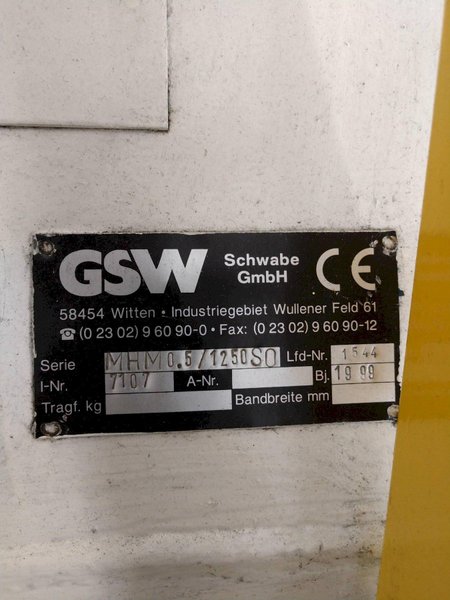 GSW Schwabe GmbH CE
58454 Witten • Industriegebiet Wullener Feld 61
☎ (0 23 02) 9 60 90-0 • Fax: (0 23 02) 9 60 90-12
Serie MHM 0.5/1250SO Lfd-Nr. 1544
I-Nr. 7107 A-Nr. Bj. 1999
Tragf. kg Bandbreite mm